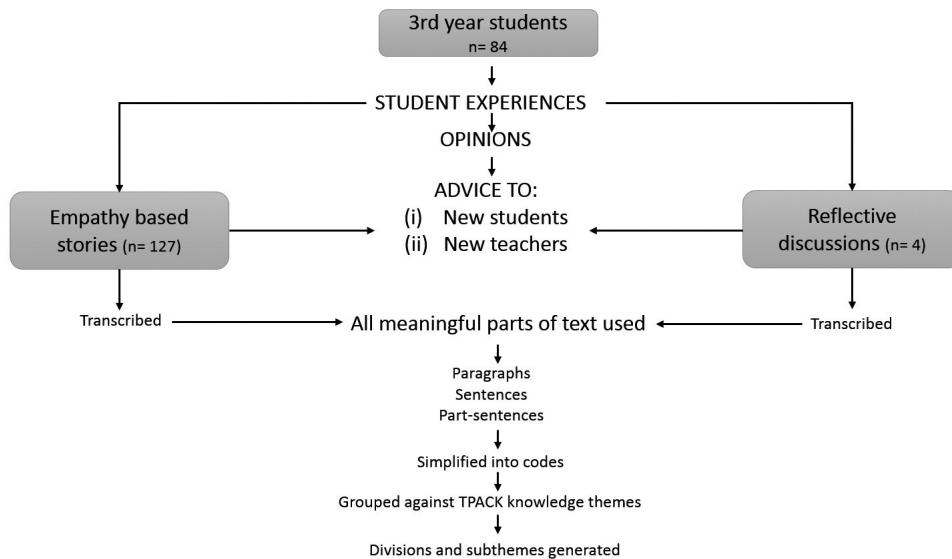 3rd year students
n= 84
STUDENT EXPERIENCES
OPINIONS
ADVICE TO:
(i) New students
(ii) New teachers
Empathy based
stories (n= 127)
Reflective
discussions (n= 4)
Transcribed
All meaningful parts of text used
Transcribed
Paragraphs
Sentences
Part-sentences
Simplified into codes
Grouped against TPACK knowledge themes
Divisions and subthemes generated